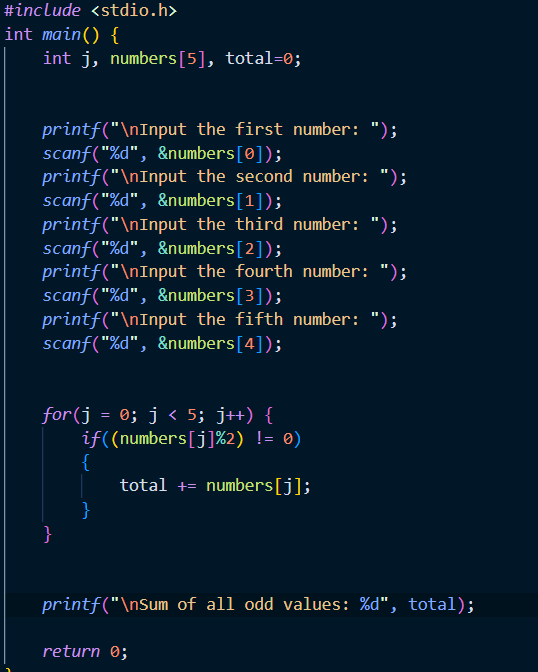 #include <stdio.h>
int main() {
    int j, numbers[5], total=0;
    printf("\nInput the first number: ");
    scanf("%d", &numbers[0]);
    printf("\nInput the second number: ");
    scanf("%d", &numbers[1]);
    printf("\nInput the third number: ");
    scanf("%d", &numbers[2]);
    printf("\nInput the fourth number: ");
    scanf("%d", &numbers[3]);
    printf("\nInput the fifth number: ");
    scanf("%d", &numbers[4]);
    for(j = 0; j < 5; j++) {
        if((numbers[j]%2) != 0)
        {
            total += numbers[j];
        }
    }
    printf("\nSum of all odd values: %d", total);
    return 0;
}